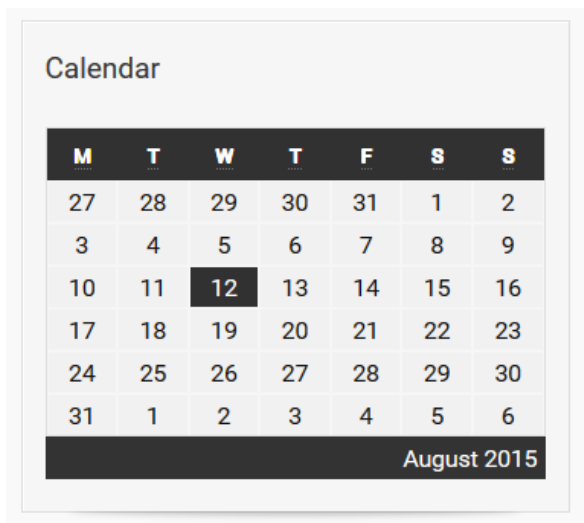 Calendar
M T W T F S S
27 28 29 30 31 1 2
3 4 5 6 7 8 9
10 11 12 13 14 15 16
17 18 19 20 21 22 23
24 25 26 27 28 29 30
31 1 2 3 4 5 6
August 2015